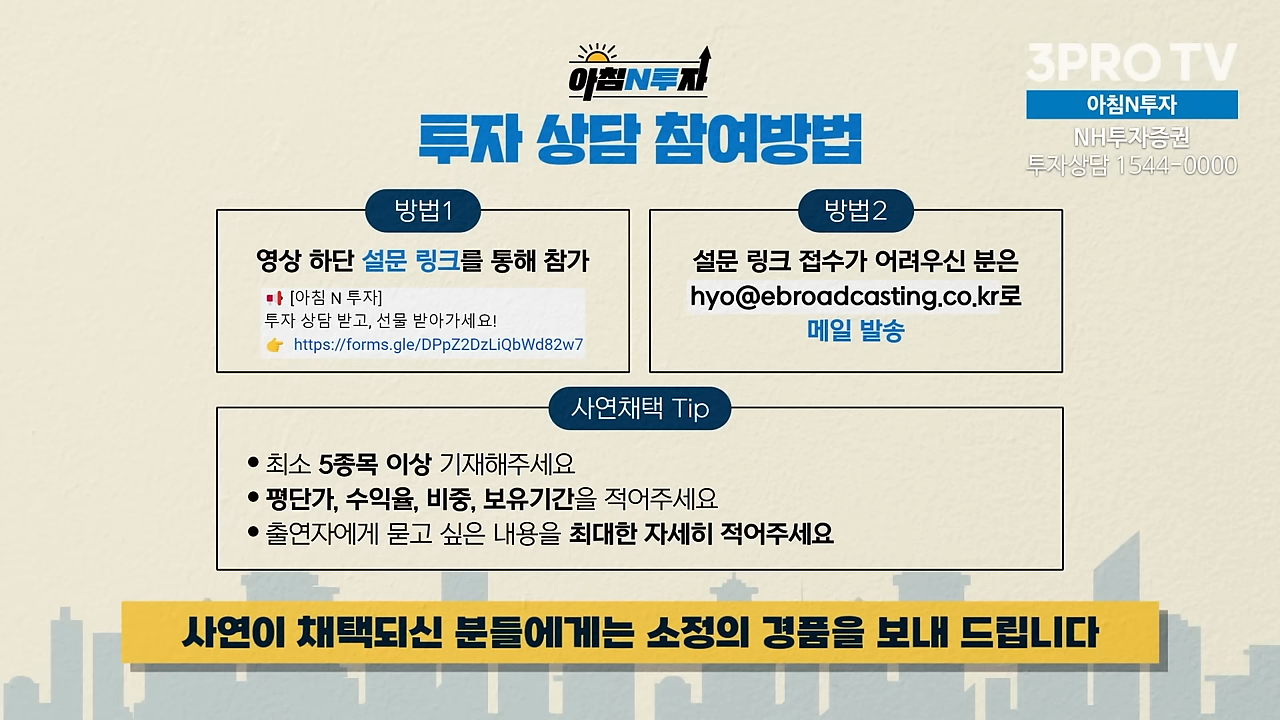 아침N투자
투자 상담 참여방법
3PRO TV
아침N투자
NH투자증권
투자상담 1544-0000
방법1
영상 하단 설문 링크를 통해 참가
[아침 N 투자]
투자 상담 받고, 선물 받아가세요!
https://forms.gle/DPpZ2DzLiQbWd82w7
방법2
설문 링크 접수가 어려우신 분은
hyo@ebroadcasting.co.kr로
메일 발송
사연채택 Tip
• 최소 5종목 이상 기재해주세요
• 평단가, 수익율, 비중, 보유기간을 적어주세요
• 출연자에게 묻고 싶은 내용을 최대한 자세히 적어주세요
사연이 채택되신 분들에게는 소정의 경품을 보내 드립니다